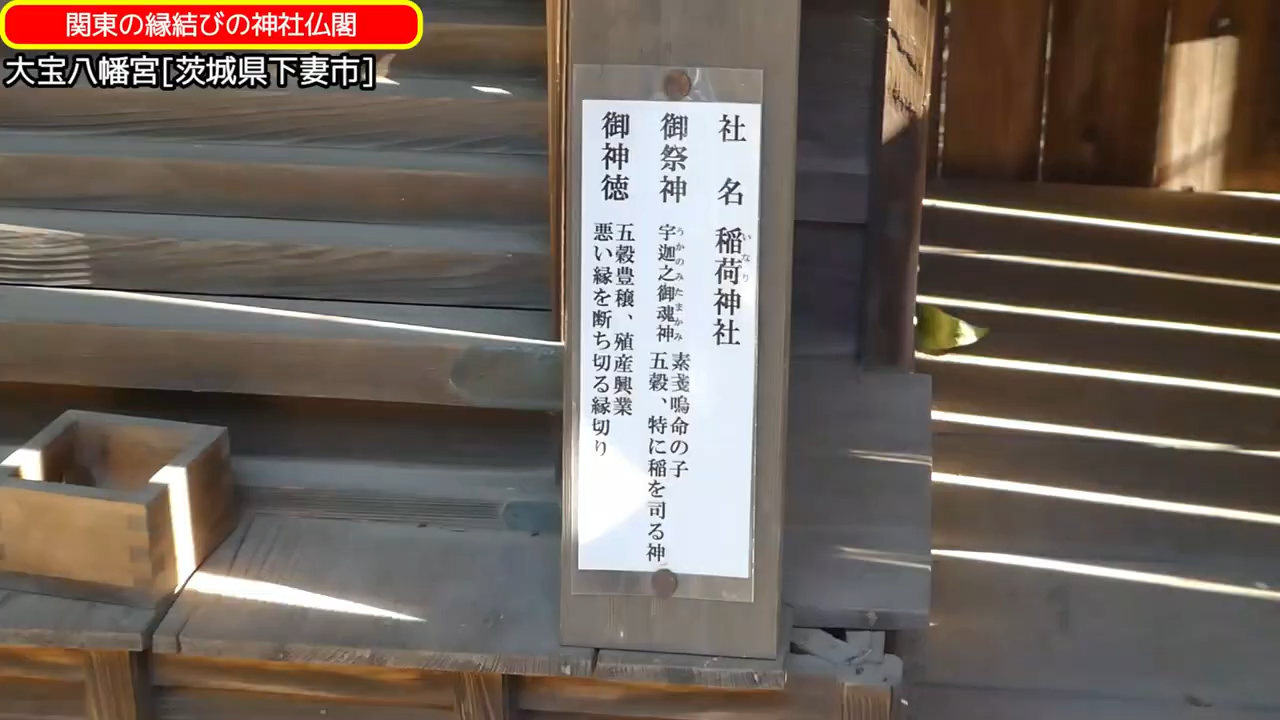 関東の縁結びの神社仏閣
大宝八幡宮[茨城県下妻市]
社名 稲荷神社
いなり
御祭神 宇迦之御魂神
うかのみたまかみ
素戔嗚命の子
五穀、特に稲を司る神
御神徳 五穀豊穣、殖産興業
悪い縁を断ち切る縁切り